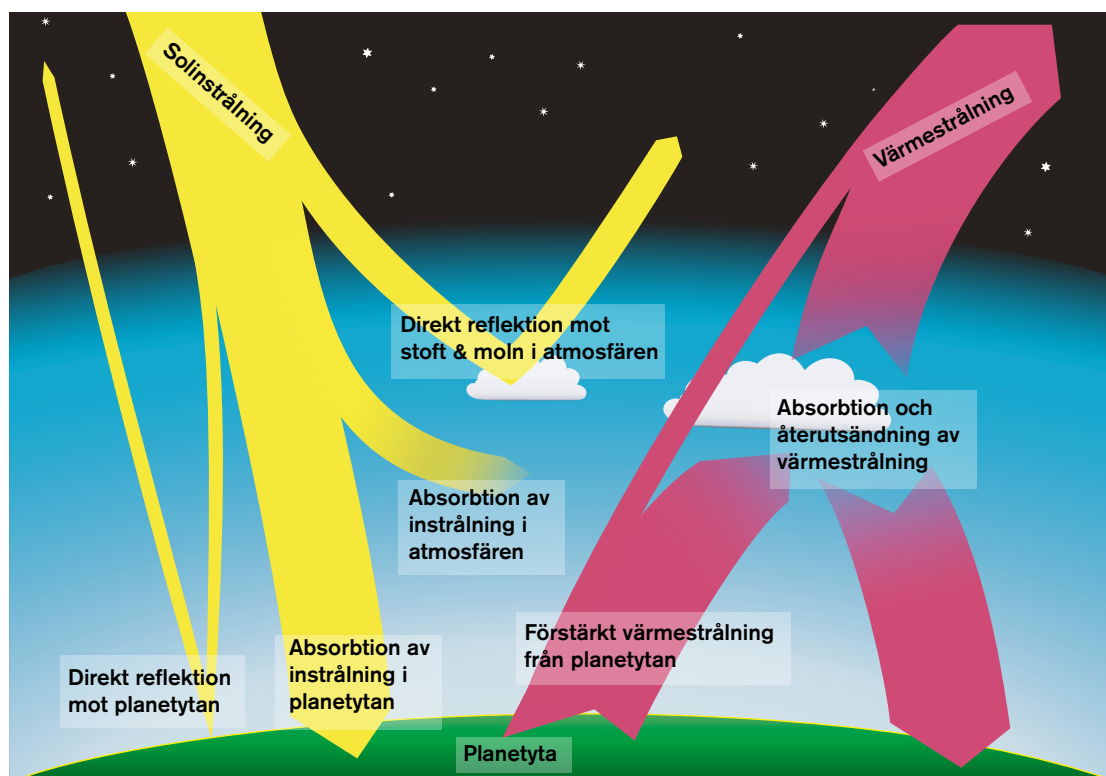 Solinstrålning
Värmestrålning
Direkt reflektion mot
stoft & moln i atmosfären
Absorbtion och
återutsändning av
värmestrålning
Absorbtion av
instrålning i
atmosfären
Förstärkt värmestrålning
från planetytan
Absorbtion av
instrålning i
planetytan
Direkt reflektion
mot planetytan
Planetyta